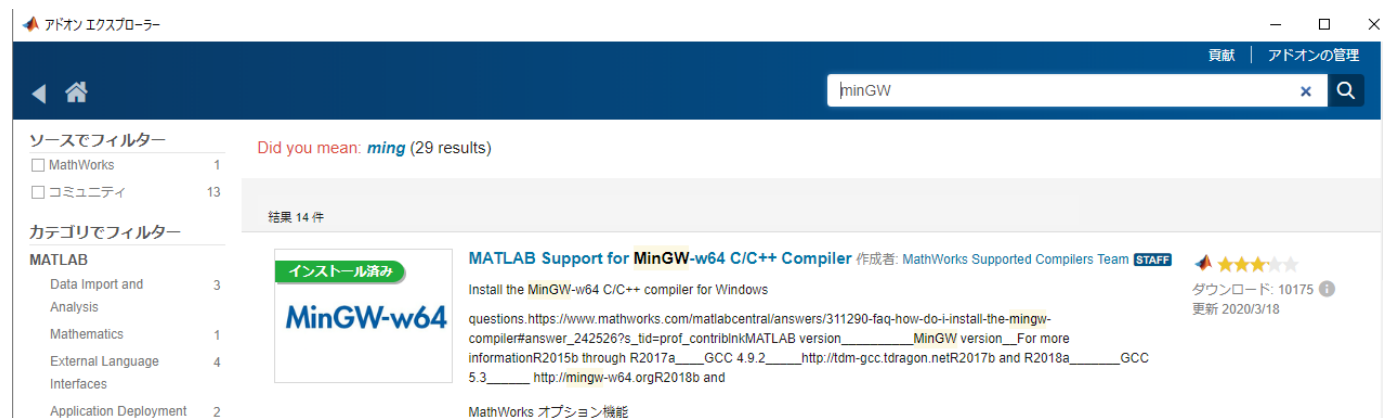 アドオン エクスプローラー
貢献 | アドオンの管理
minGW
ソースでフィルター
MathWorks 1
コミュニティ 13
カテゴリでフィルター
MATLAB
Data Import and Analysis 3
Mathematics 1
External Language Interfaces 4
Application Deployment 2
Did you mean: ming (29 results)
結果 14 件
インストール済み
MinGW-w64
MATLAB Support for MinGW-w64 C/C++ Compiler 作成者: MathWorks Supported Compilers Team STAFF
Install the MinGW-w64 C/C++ compiler for Windows
questions.https://www.mathworks.com/matlabcentral/answers/311290-faq-how-do-i-install-the-mingw-
compiler#answer_242526?s_tid=prof_contriblnkMATLAB version__________MinGW version__For more
informationR2015b through R2017a____GCC 4.9.2_____http://tdm-gcc.tdragon.netR2017b and R2018a_______GCC
5.3______ http://mingw-w64.orgR2018b and
MathWorks オプション機能
ダウンロード: 10175
更新 2020/3/18